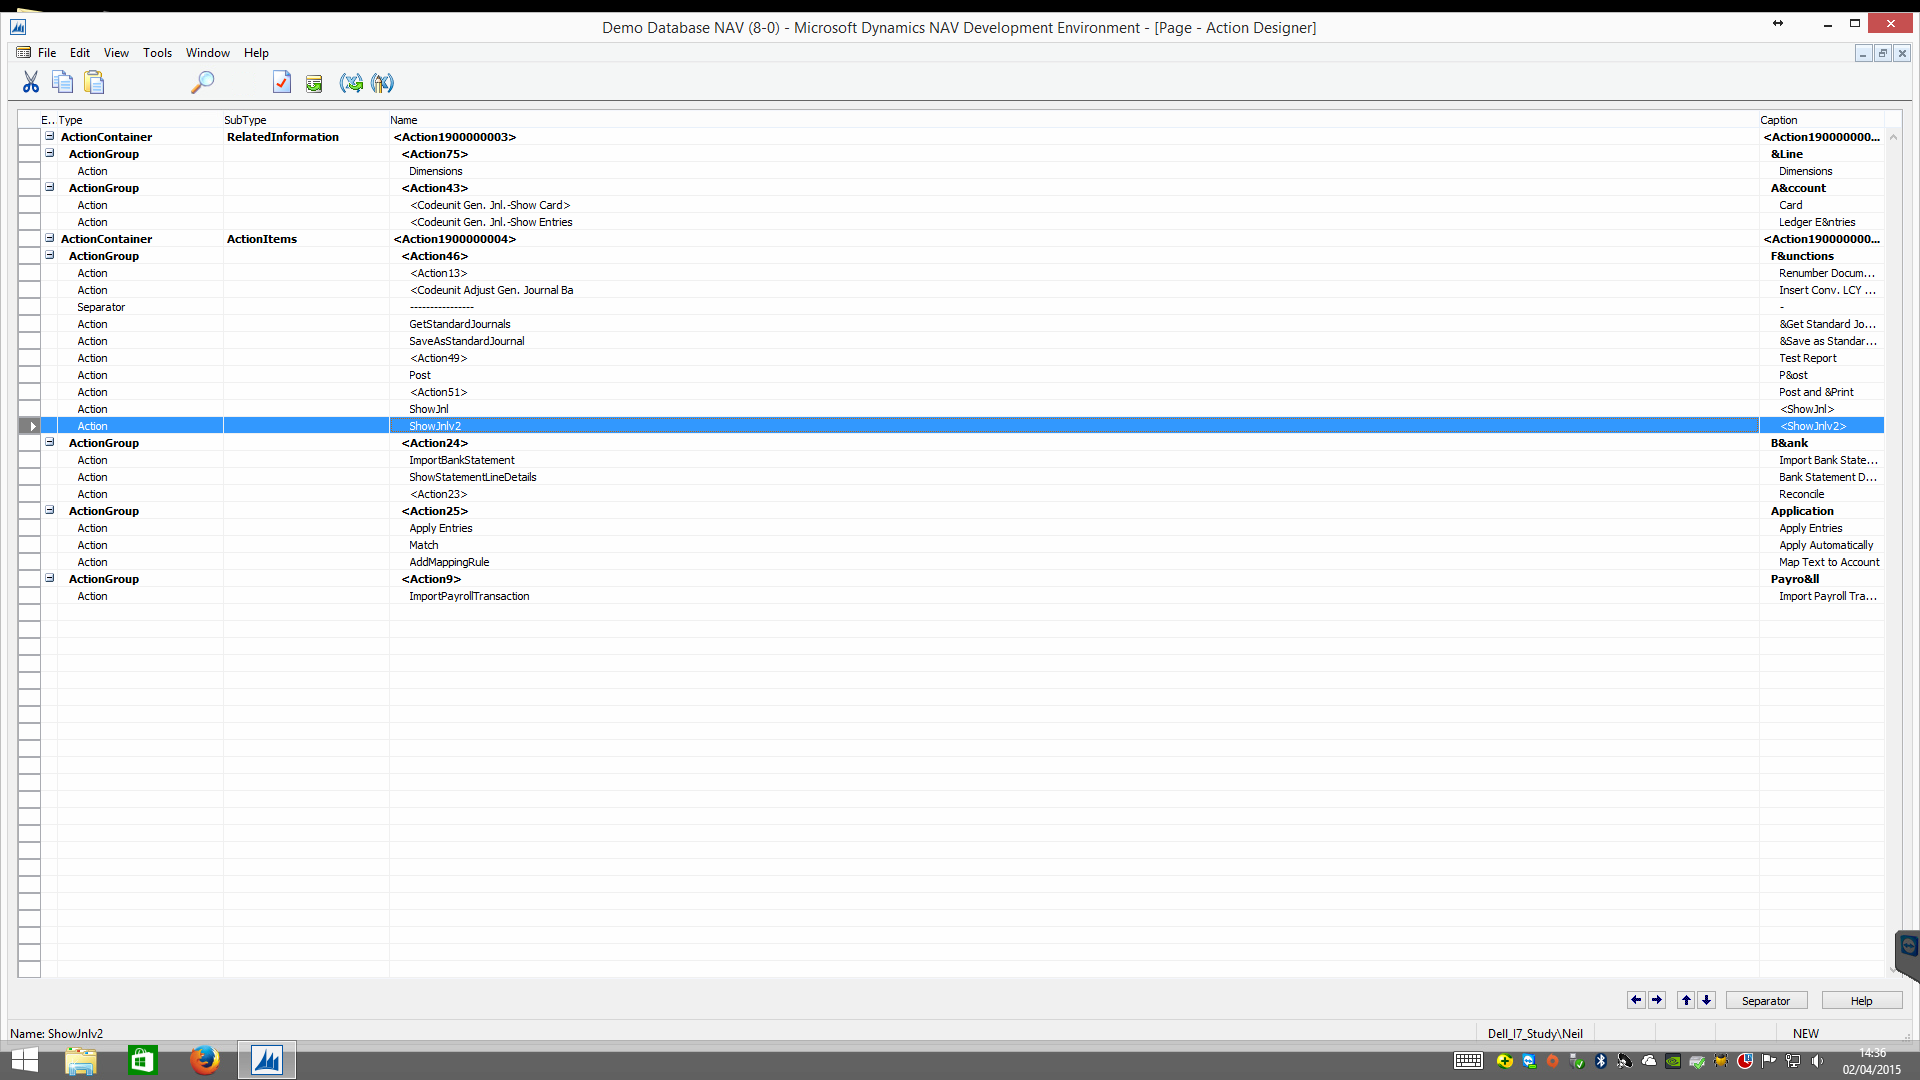 Demo Database NAV (8-0) - Microsoft Dynamics NAV Development Environment - [Page - Action Designer]
File Edit View Tools Window Help
E.. Type SubType Name Caption
ActionContainer RelatedInformation <Action1900000003> <Action190000000...
ActionGroup <Action75> &Line
Action Dimensions Dimensions
ActionGroup <Action43> A&ccount
Action <Codeunit Gen. Jnl.-Show Card> Card
Action <Codeunit Gen. Jnl.-Show Entries Ledger E&ntries
ActionContainer ActionItems <Action1900000004> <Action190000000...
ActionGroup <Action46> F&unctions
Action <Action13> Renumber Docum...
Action <Codeunit Adjust Gen. Journal Ba Insert Conv. LCY ...
Separator ---------------- -
Action GetStandardJournals &Get Standard Jo...
Action SaveAsStandardJournal &Save as Standar...
Action <Action49> Test Report
Action Post P&ost
Action <Action51> Post and &Print
Action ShowJnl <ShowJnl>
Action ShowJnlv2 <ShowJnlv2>
ActionGroup <Action24> B&ank
Action ImportBankStatement Import Bank State...
Action ShowStatementLineDetails Bank Statement D...
Action <Action23> Reconcile
ActionGroup <Action25> Application
Action Apply Entries Apply Entries
Action Match Apply Automatically
Action AddMappingRule Map Text to Account
ActionGroup <Action9> Payro&ll
Action ImportPayrollTransaction Import Payroll Tra...
Separator Help
Name: ShowJnlv2 Dell_I7_Study\Neil NEW
14:36
02/04/2015